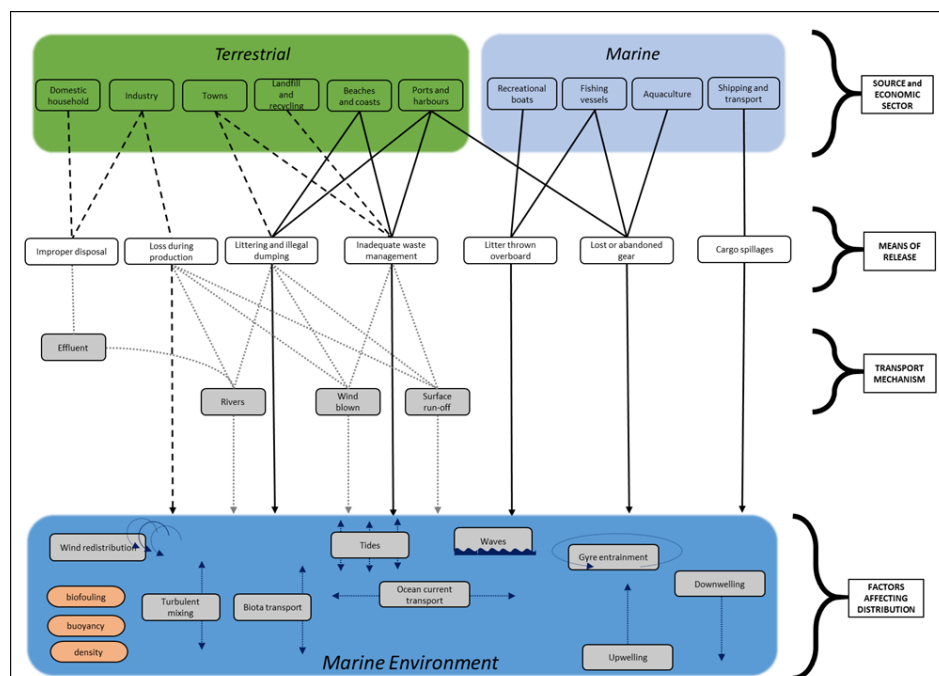 Terrestrial
Marine
Domestic
household
Industry
Towns
Landfill
and
recycling
Beaches
and coasts
Ports and
harbours
Recreational
boats
Fishing
vessels
Aquaculture
Shipping and
transport
SOURCE and
ECONOMIC
SECTOR
Improper disposal
Loss during
production
Littering and illegal
dumping
Inadequate waste
management
Litter thrown
overboard
Lost or abandoned
gear
Cargo spillages
MEANS OF
RELEASE
Effluent
Rivers
Wind
blown
Surface
run-off
TRANSPORT
MECHANISM
Wind redistribution
Tides
Waves
Gyre entrainment
biofouling
buoyancy
density
Turbulent
mixing
Biota transport
Ocean current
transport
Downwelling
Upwelling
FACTORS
AFFECTING
DISTRIBUTION
Marine Environment